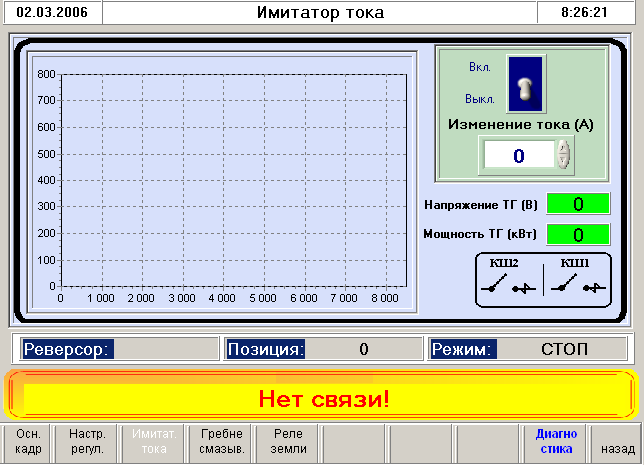 02.03.2006 Имитатор тока 8:26:21
Вкл.
Выкл.
Изменение тока (А)
0
800
700
600
500
400
300
200
100
0
0 1 000 2 000 3 000 4 000 5 000 6 000 7 000 8 000
Напряжение ТГ (В) 0
Мощность ТГ (кВт) 0
КШ2 КШ1
Реверсор: Позиция: 0 Режим: СТОП
Нет связи!
Осн. Настр. Имитат. Гребне Реле Диагно
кадр регул. тока смазыв. земли стика назад